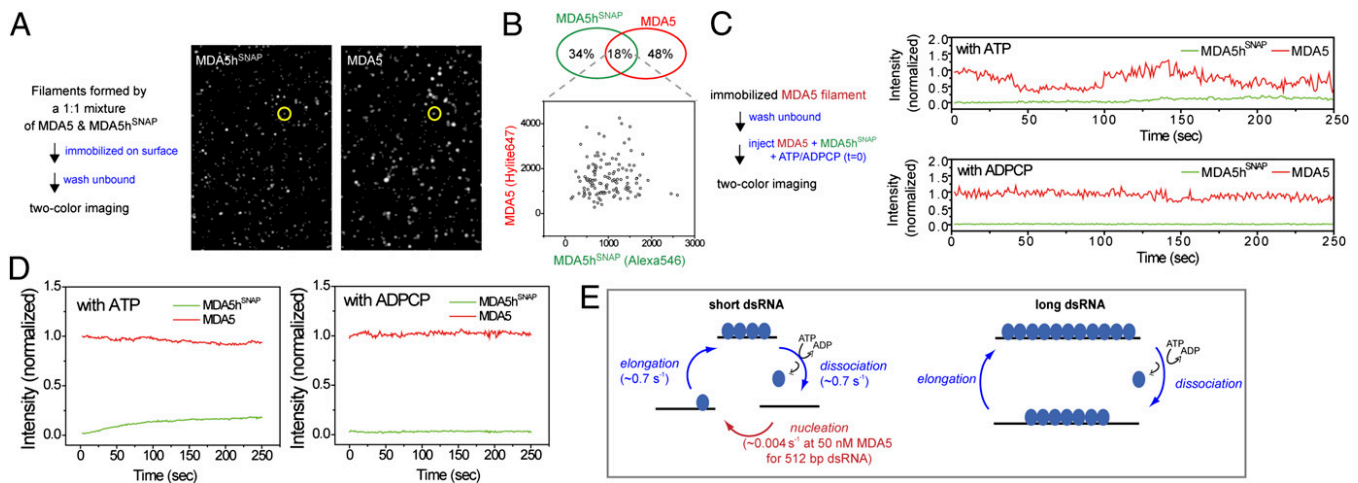 A
Filaments formed by
a 1:1 mixture
of MDA5 & MDA5h^SNAP
immobilized on surface
wash unbound
two-color imaging
MDA5h^SNAP
MDA5
B
MDA5h^SNAP
MDA5
34%
18%
48%
MDA5 (Hylite647)
4000
2000
0
0
1000
2000
3000
MDA5h^SNAP (Alexa546)
C
immobilized MDA5 filament
wash unbound
inject MDA5 + MDA5h^SNAP
+ ATP/ADPCP (t=0)
two-color imaging
Intensity
(normalized)
2.0
1.5
1.0
0.5
0.0
with ATP
MDA5h^SNAP
MDA5
0
50
100
150
200
250
Time (sec)
Intensity
(normalized)
2.0
1.5
1.0
0.5
0.0
with ADPCP
MDA5h^SNAP
MDA5
0
50
100
150
200
250
Time (sec)
D
Intensity (normalized)
1.5
1.0
0.5
0.0
with ATP
MDA5h^SNAP
MDA5
0
50
100
150
200
250
Time (sec)
1.5
1.0
0.5
0.0
with ADPCP
MDA5h^SNAP
MDA5
0
50
100
150
200
250
Time (sec)
E
short dsRNA
elongation
(~0.7 s⁻¹)
ATP
ADP
dissociation
(~0.7 s⁻¹)
nucleation
(~0.004 s⁻¹ at 50 nM MDA5
for 512 bp dsRNA)
long dsRNA
elongation
ATP
ADP
dissociation